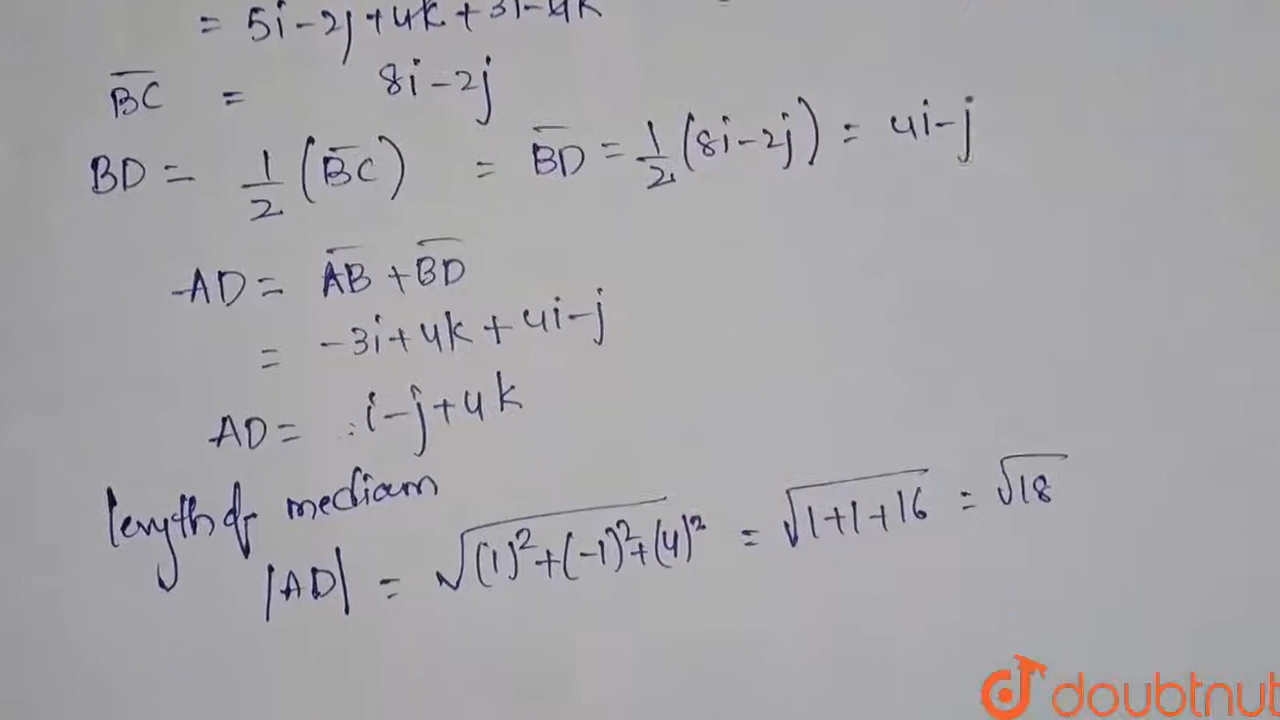 = 5i-2j+4k+3i-4k
BC = 8i-2j
BD = 1/2 (BC) = BD = 1/2 (8i-2j) = 4i-j
AD = AB + BD
= -3i+4k+4i-j
AD = i-j+4k
length of median
|AD| = √(1)²+(-1)²+(4)² = √1+1+16 = √18
doubtnut